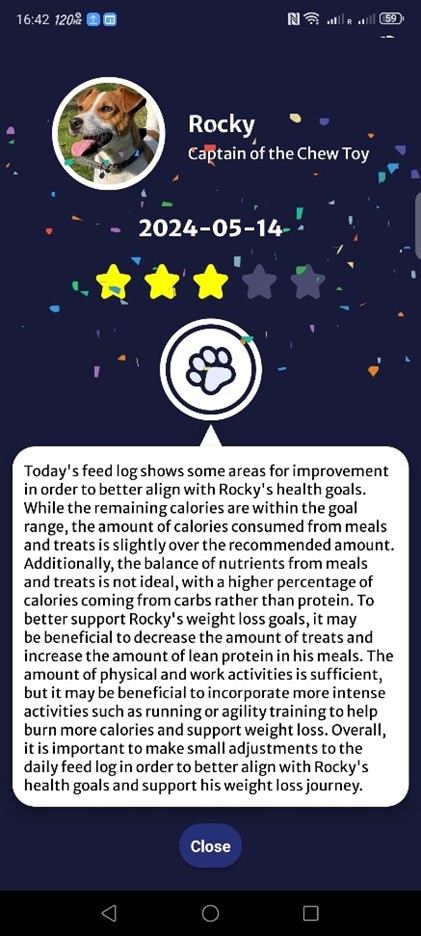 16:42 120Hz
R 59
Rocky
Captain of the Chew Toy
2024-05-14
Today's feed log shows some areas for improvement
in order to better align with Rocky's health goals.
While the remaining calories are within the goal
range, the amount of calories consumed from meals
and treats is slightly over the recommended amount.
Additionally, the balance of nutrients from meals
and treats is not ideal, with a higher percentage of
calories coming from carbs rather than protein. To
better support Rocky's weight loss goals, it may
be beneficial to decrease the amount of treats and
increase the amount of lean protein in his meals. The
amount of physical and work activities is sufficient,
but it may be beneficial to incorporate more intense
activities such as running or agility training to help
burn more calories and support weight loss. Overall,
it is important to make small adjustments to the
daily feed log in order to better align with Rocky's
health goals and support his weight loss journey.
Close